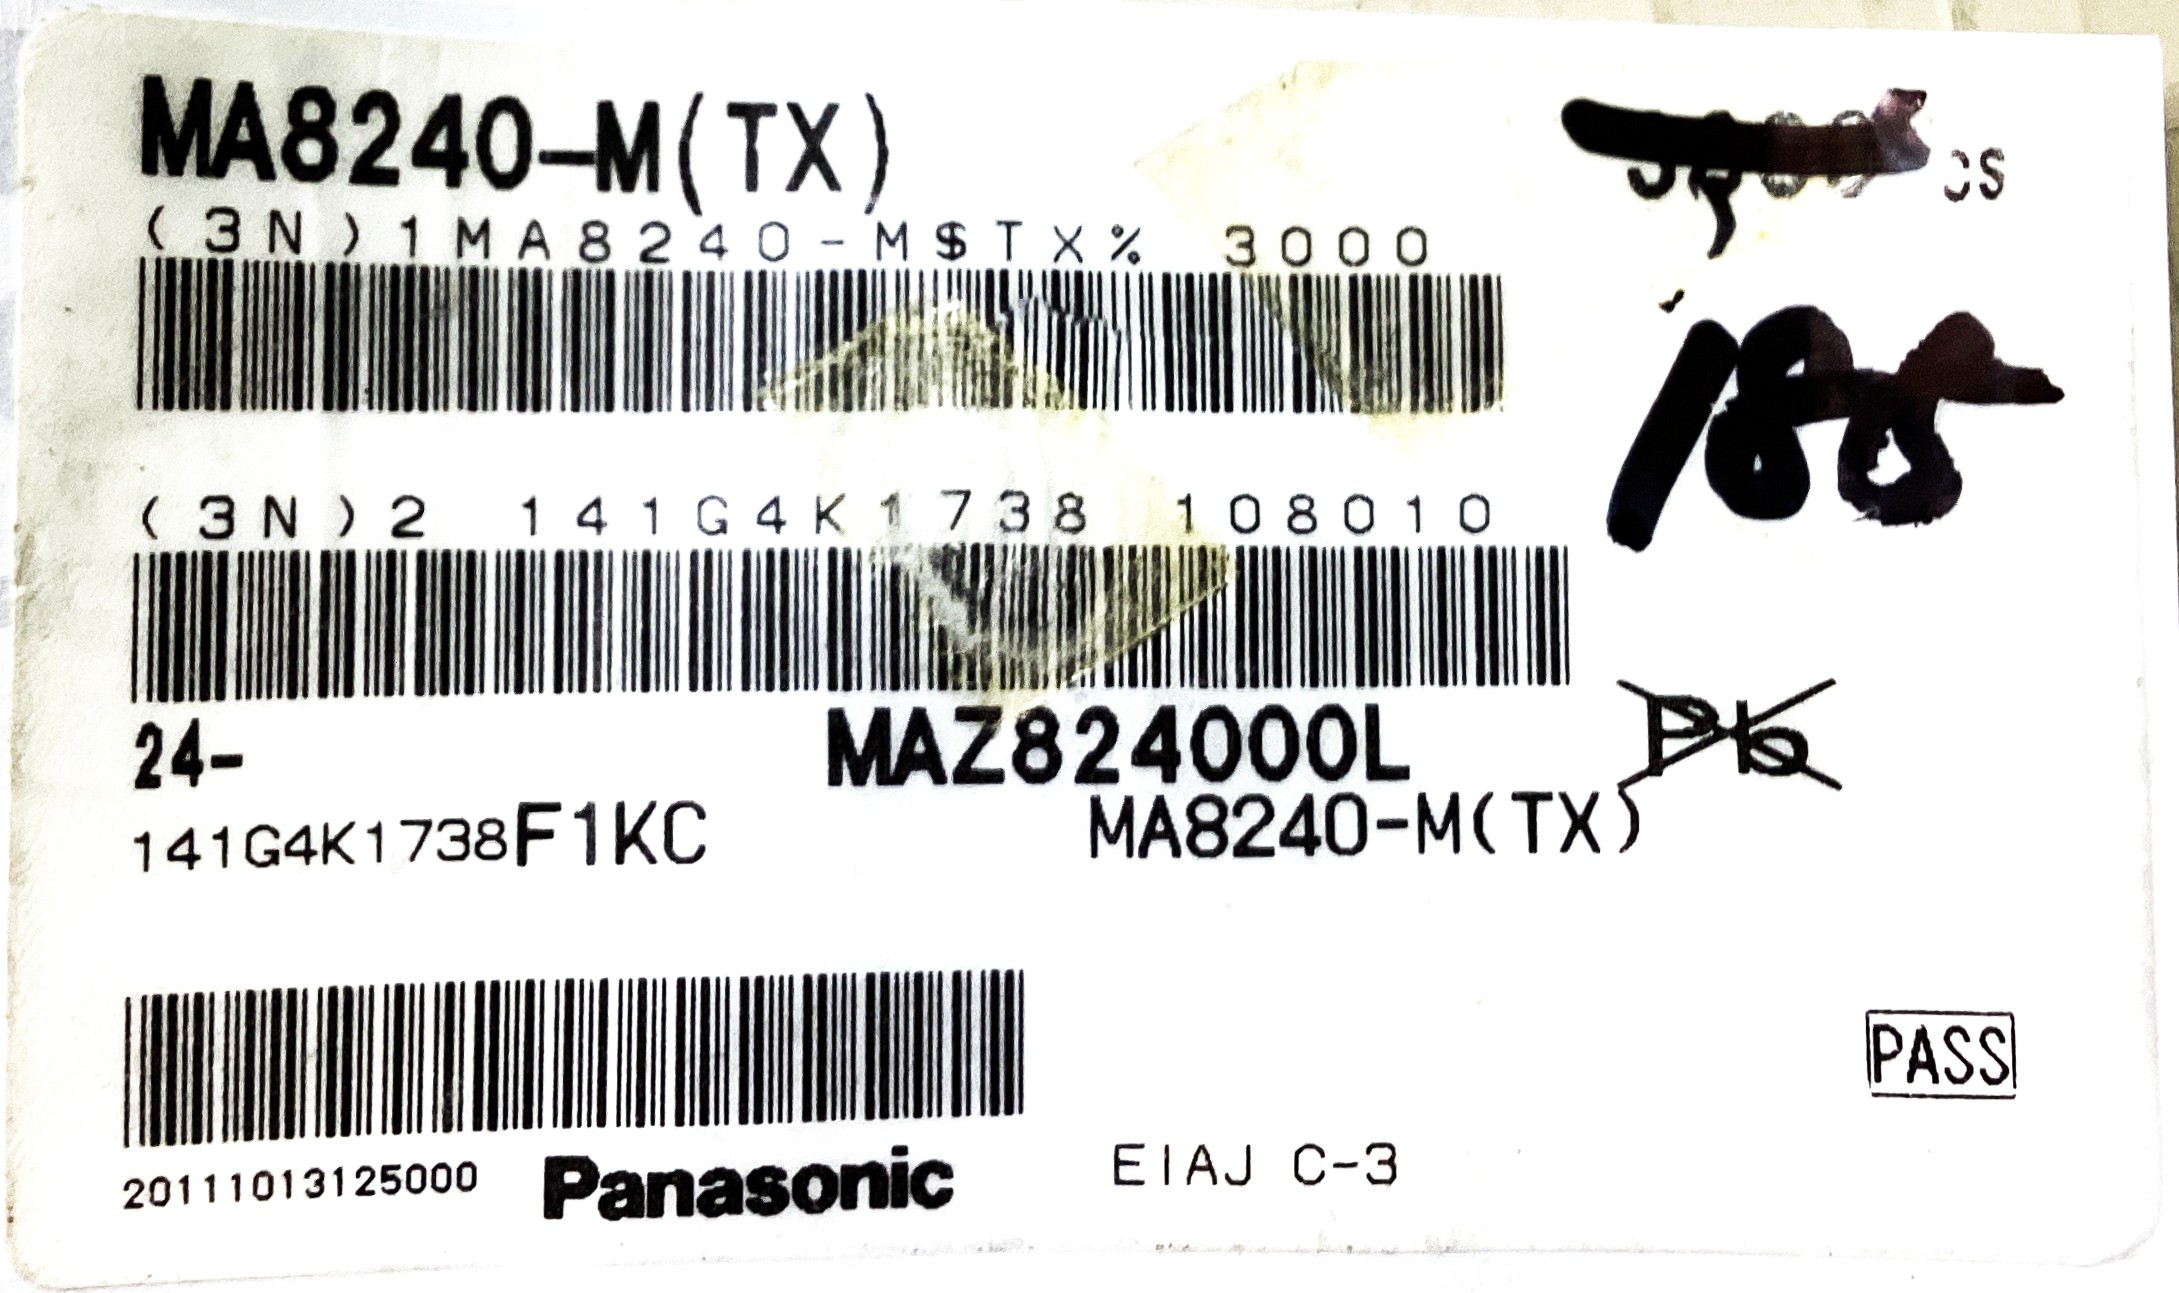 MA8240-M(TX)
(3N)1MA8240-M$TX% 3000
188
(3N)2 141G4K1738 108010
24- MAZ824000L Pb
141G4K1738F1KC MA8240-M(TX)
PASS
20111013125000 Panasonic EIAJ C-3